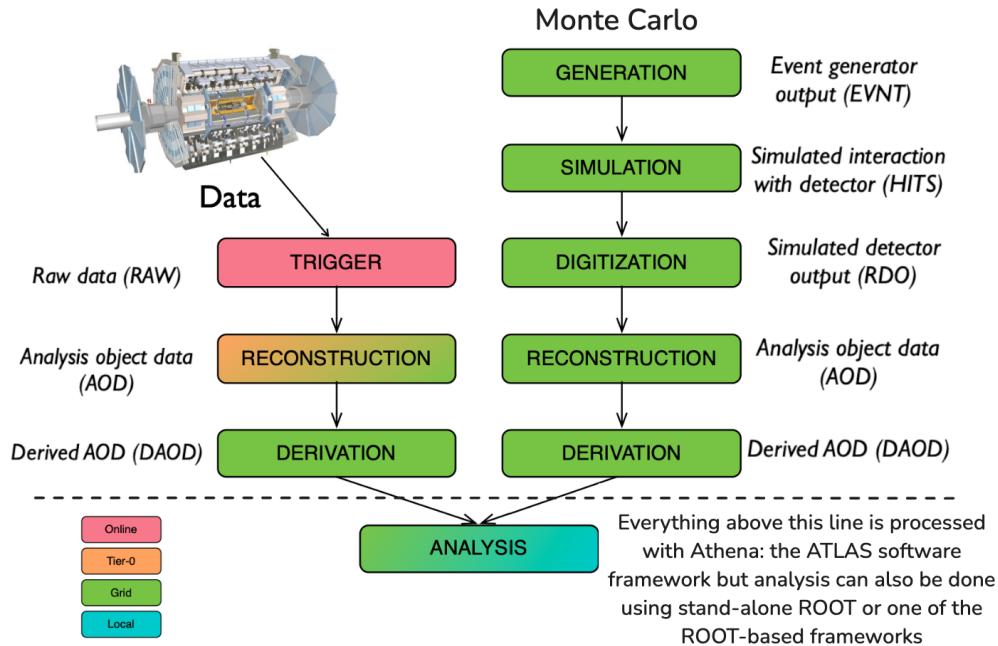 Monte Carlo
GENERATION
Event generator
output (EVNT)
SIMULATION
Simulated interaction
with detector (HITS)
Data
TRIGGER
Raw data (RAW)
DIGITIZATION
Simulated detector
output (RDO)
RECONSTRUCTION
Analysis object data
(AOD)
RECONSTRUCTION
Analysis object data
(AOD)
Derived AOD (DAOD)
DERIVATION
DERIVATION
Derived AOD (DAOD)
Online
Tier-0
Grid
Local
ANALYSIS
Everything above this line is processed
with Athena: the ATLAS software
framework but analysis can also be done
using stand-alone ROOT or one of the
ROOT-based frameworks